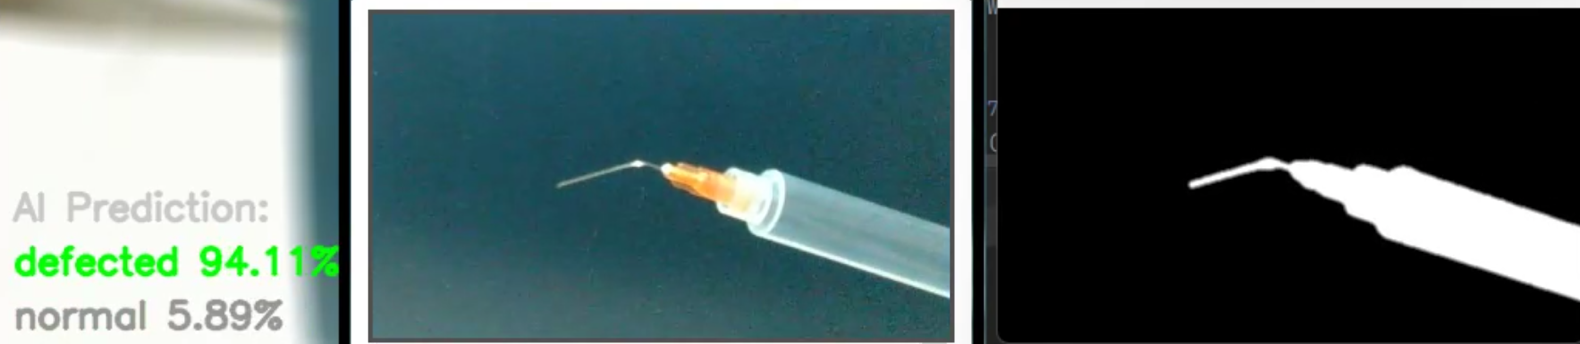 AI Prediction:
defected 94.11%
normal 5.89%